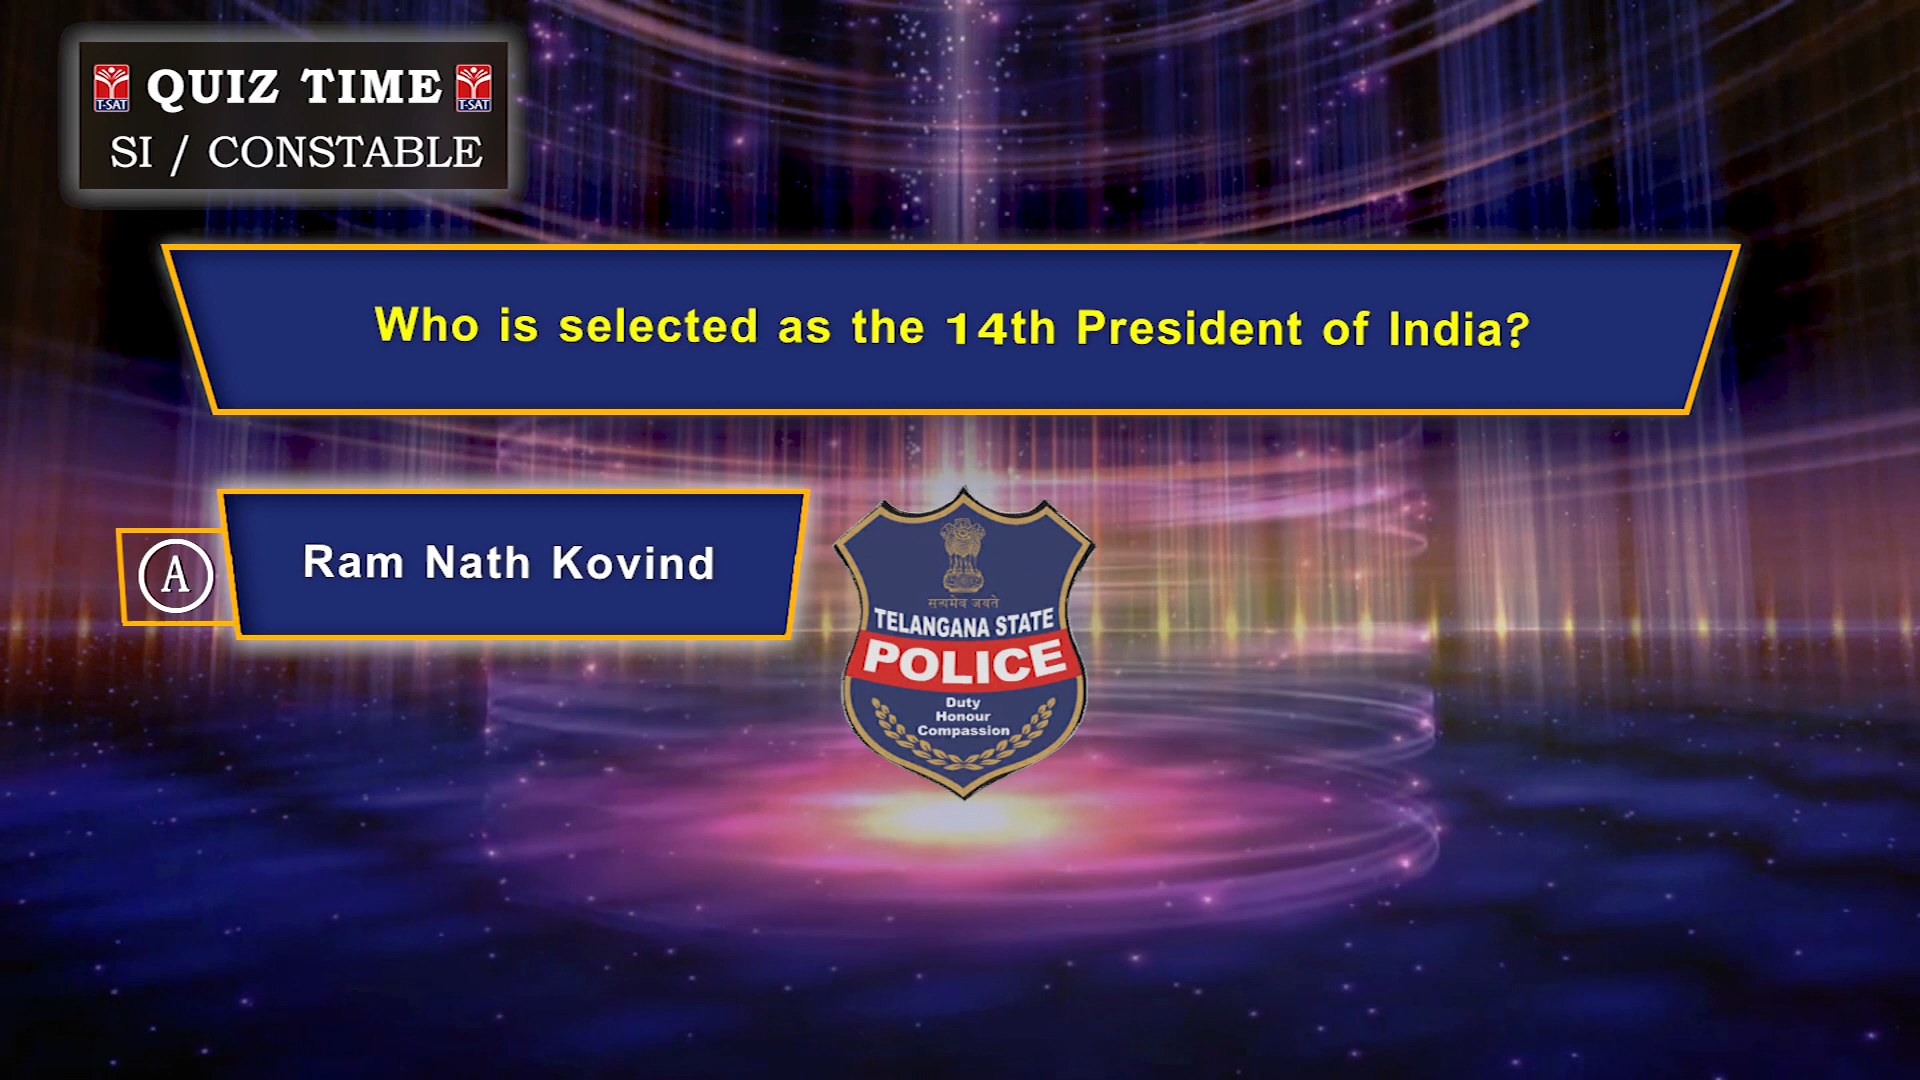 QUIZ TIME
T-SAT
T-SAT
SI / CONSTABLE
Who is selected as the 14th President of India?
A
Ram Nath Kovind
सत्यमेव जयते
TELANGANA STATE
POLICE
Duty
Honour
Compassion